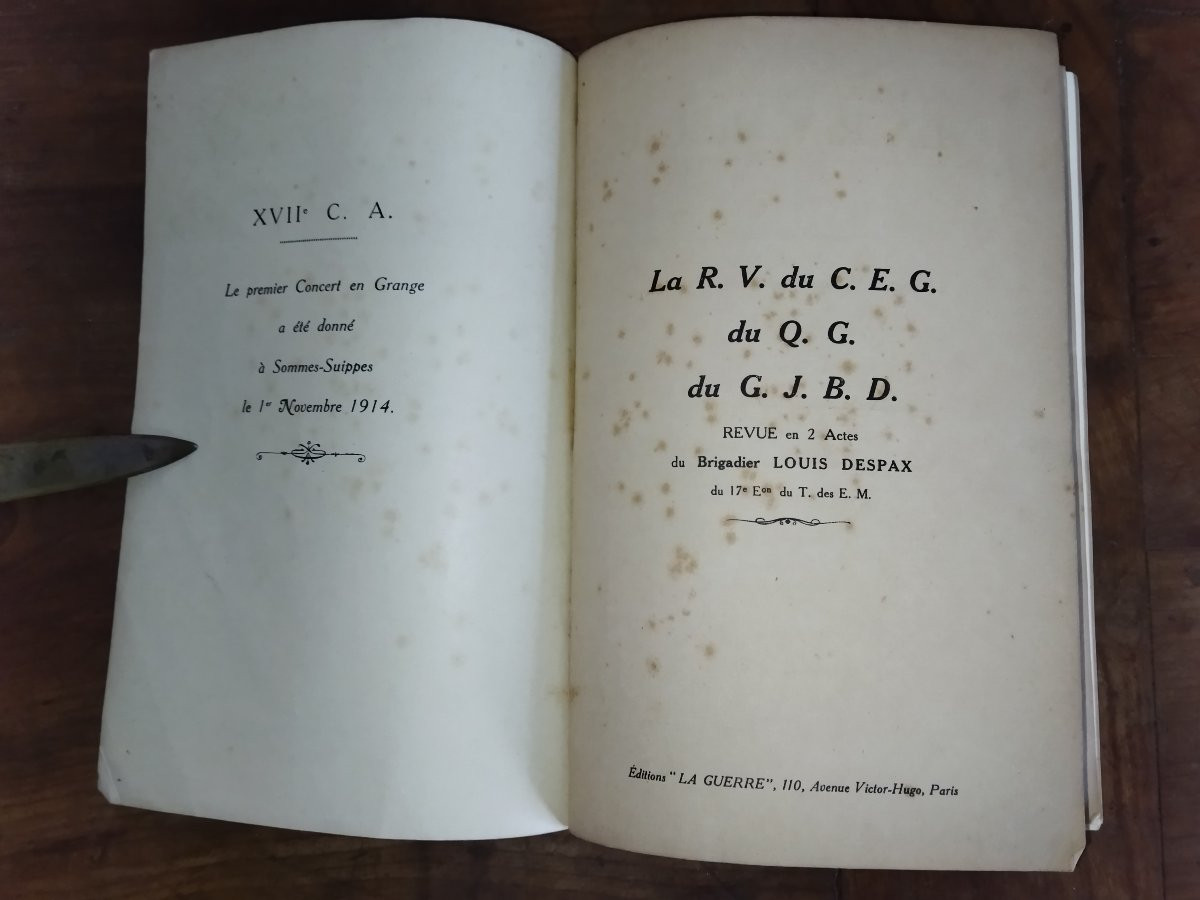 XVIIe C. A.
Le premier Concert en Grange
a été donné
à Sommes-Suippes
le 1er Novembre 1914.
La R. V. du C. E. G.
du Q. G.
du G. J. B. D.
REVUE en 2 Actes
du Brigadier LOUIS DESPAX
du 17e Eon du T. des E. M.
Éditions "LA GUERRE", 110, Avenue Victor-Hugo, Paris